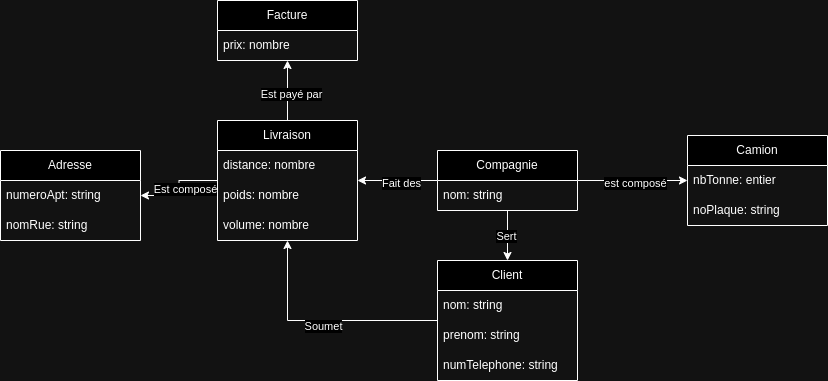 Facture
prix: nombre
Est payé par
Livraison
distance: nombre
poids: nombre
volume: nombre
Adresse
numeroApt: string
nomRue: string
Est composé
Fait des
Compagnie
nom: string
est composé
Camion
nbTonne: entier
noPlaque: string
Sert
Client
nom: string
prenom: string
numTelephone: string
Soumet